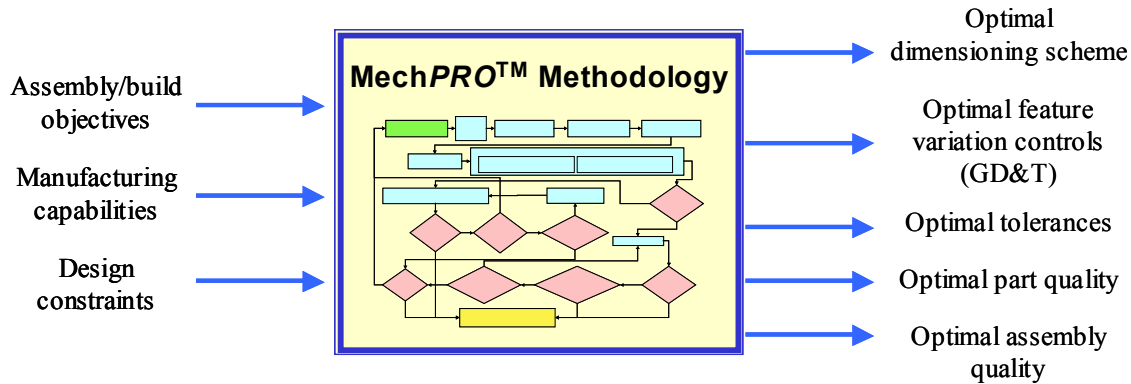 Assembly/build
objectives
Manufacturing
capabilities
Design
constraints
MechPRO™ Methodology
Optimal
dimensioning scheme
Optimal feature
variation controls
(GD&T)
Optimal tolerances
Optimal part quality
Optimal assembly
quality